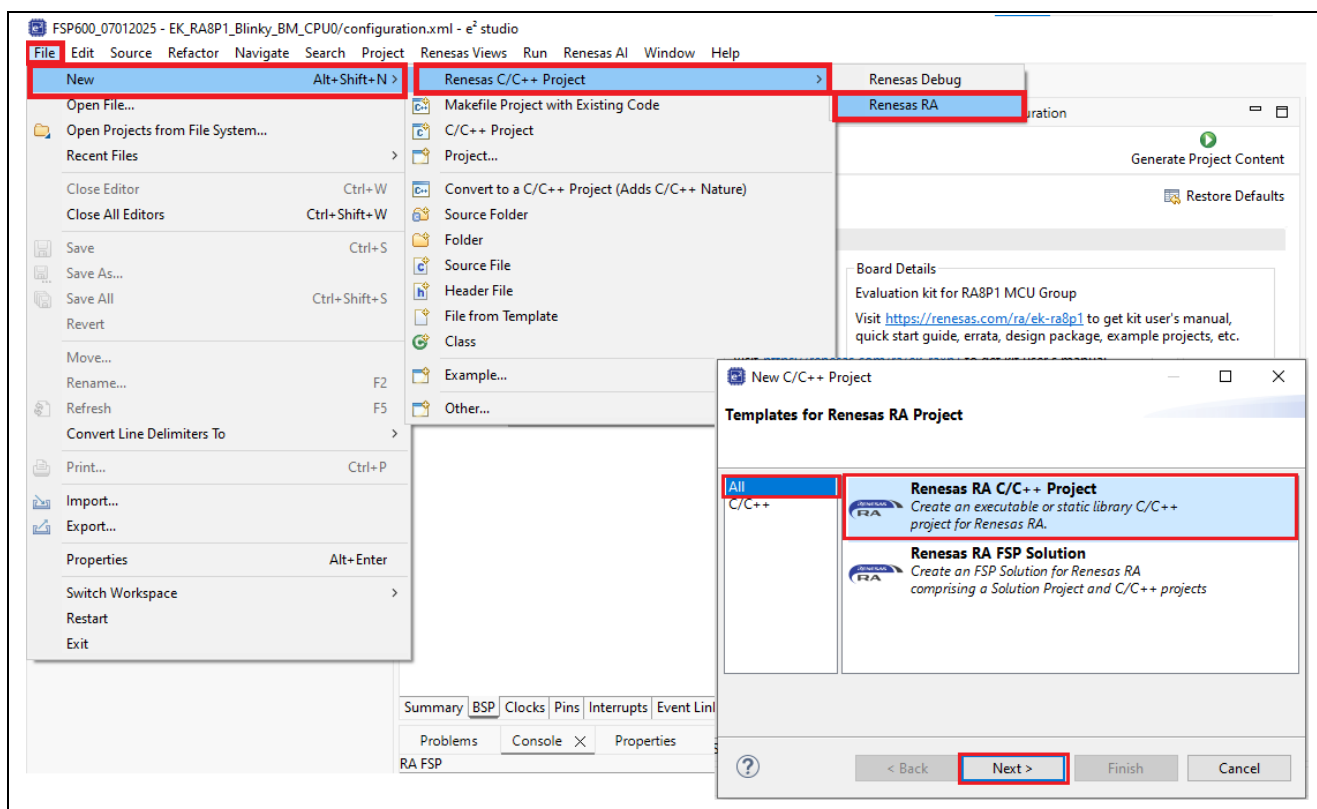 FSP600_07012025 - EK_RA8P1_Blinky_BM_CPU0/configuration.xml - e² studio
File Edit Source Refactor Navigate Search Project Renesas Views Run Renesas AI Window Help
New Alt+Shift+N >
Open File...
Open Projects from File System...
Recent Files >
Close Editor Ctrl+W
Close All Editors Ctrl+Shift+W
Save Ctrl+S
Save As...
Save All Ctrl+Shift+S
Revert
Move...
Rename... F2
Refresh F5
Convert Line Delimiters To >
Print... Ctrl+P
Import...
Export...
Properties Alt+Enter
Switch Workspace >
Restart
Exit
Renesas C/C++ Project >
Makefile Project with Existing Code
C/C++ Project
Project...
Convert to a C/C++ Project (Adds C/C++ Nature)
Source Folder
Folder
Source File
Header File
File from Template
Class
Example...
Other...
Renesas Debug
Renesas RA
uration
Generate Project Content
Restore Defaults
Board Details
Evaluation kit for RA8P1 MCU Group
Visit https://renesas.com/ra/ek-ra8p1 to get kit user's manual,
quick start guide, errata, design package, example projects, etc.
New C/C++ Project
Templates for Renesas RA Project
All
C/C++
Renesas RA C/C++ Project
Create an executable or static library C/C++
project for Renesas RA.
Renesas RA FSP Solution
Create an FSP Solution for Renesas RA
comprising a Solution Project and C/C++ projects
< Back Next > Finish Cancel
Summary BSP Clocks Pins Interrupts Event Lin
Problems Console Properties
RA FSP